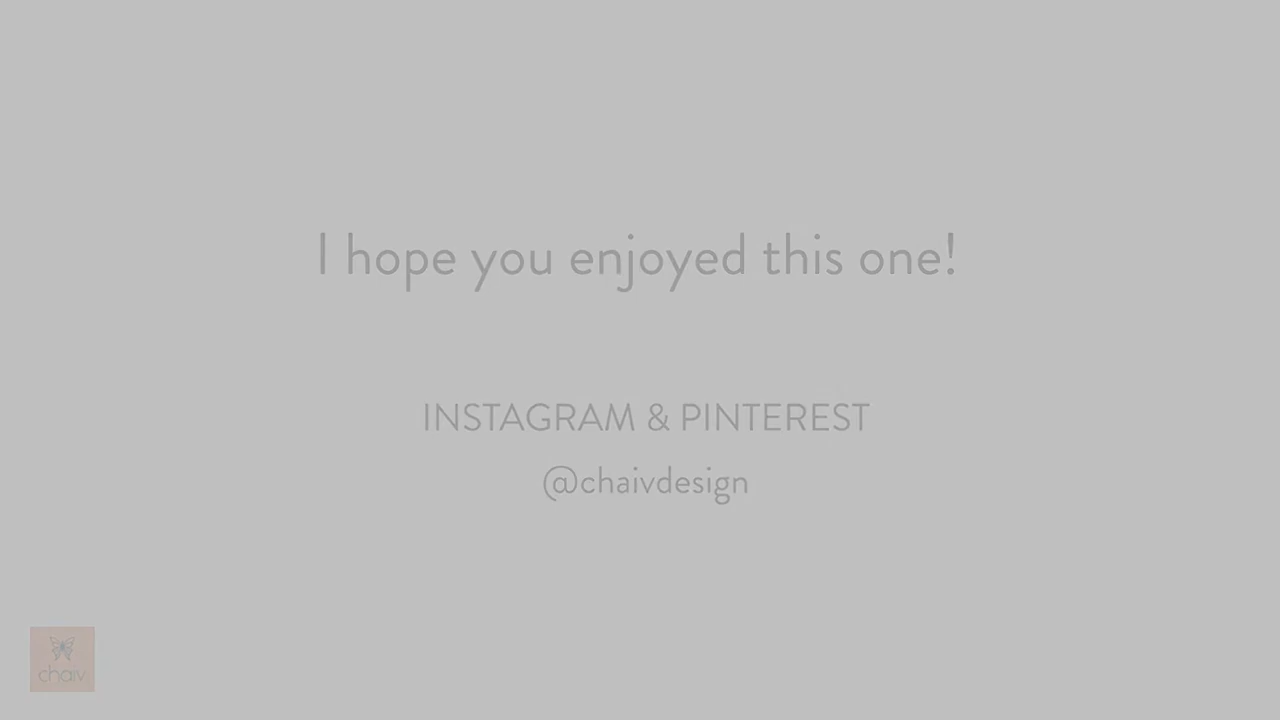 I hope you enjoyed this one!
INSTAGRAM & PINTEREST
@chaivdesign
chaiv